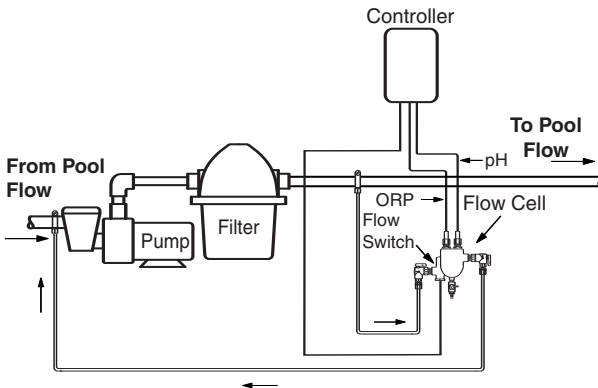 Controller
To Pool
Flow
From Pool
Flow
pH
ORP
Flow Cell
Flow
Switch
Pump
Filter